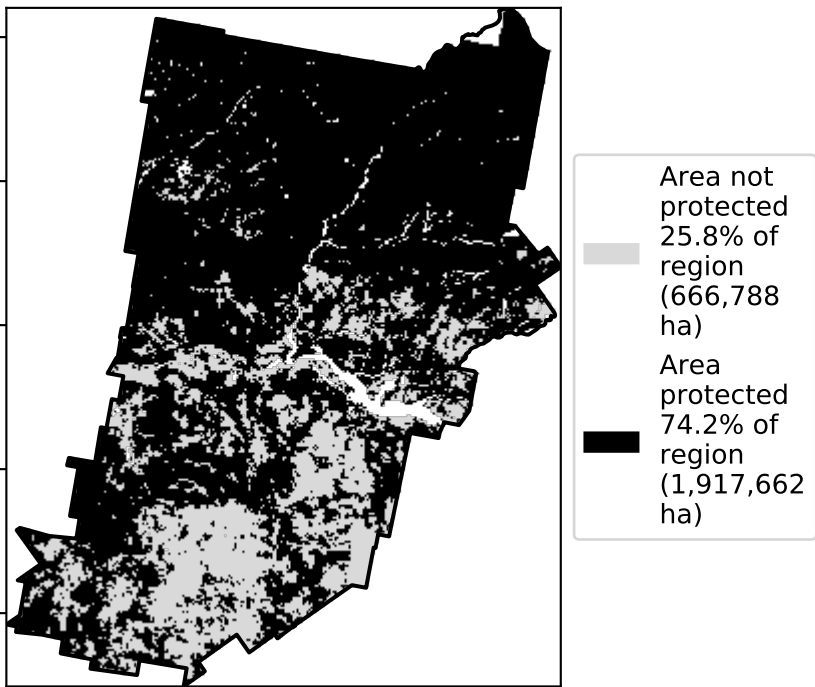 Area not
protected
25.8% of
region
(666,788
ha)
Area
protected
74.2% of
region
(1,917,662
ha)